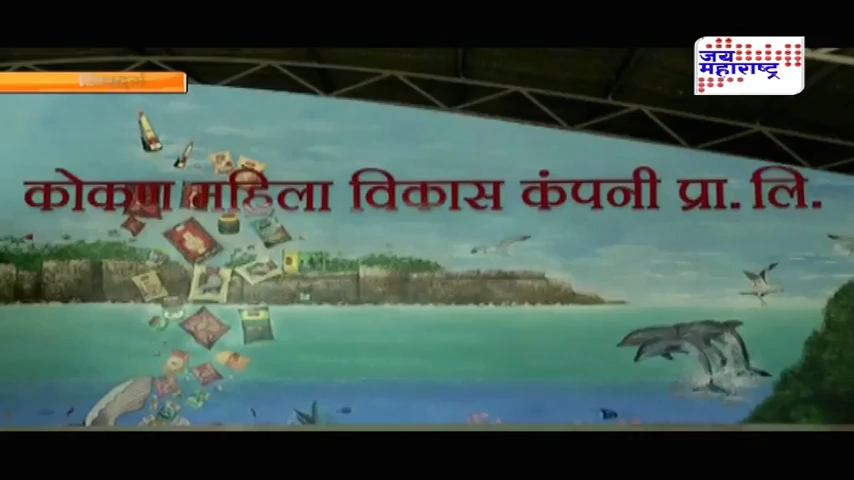 जय
महाराष्ट्र
कोकण महिला विकास कंपनी प्रा. लि.